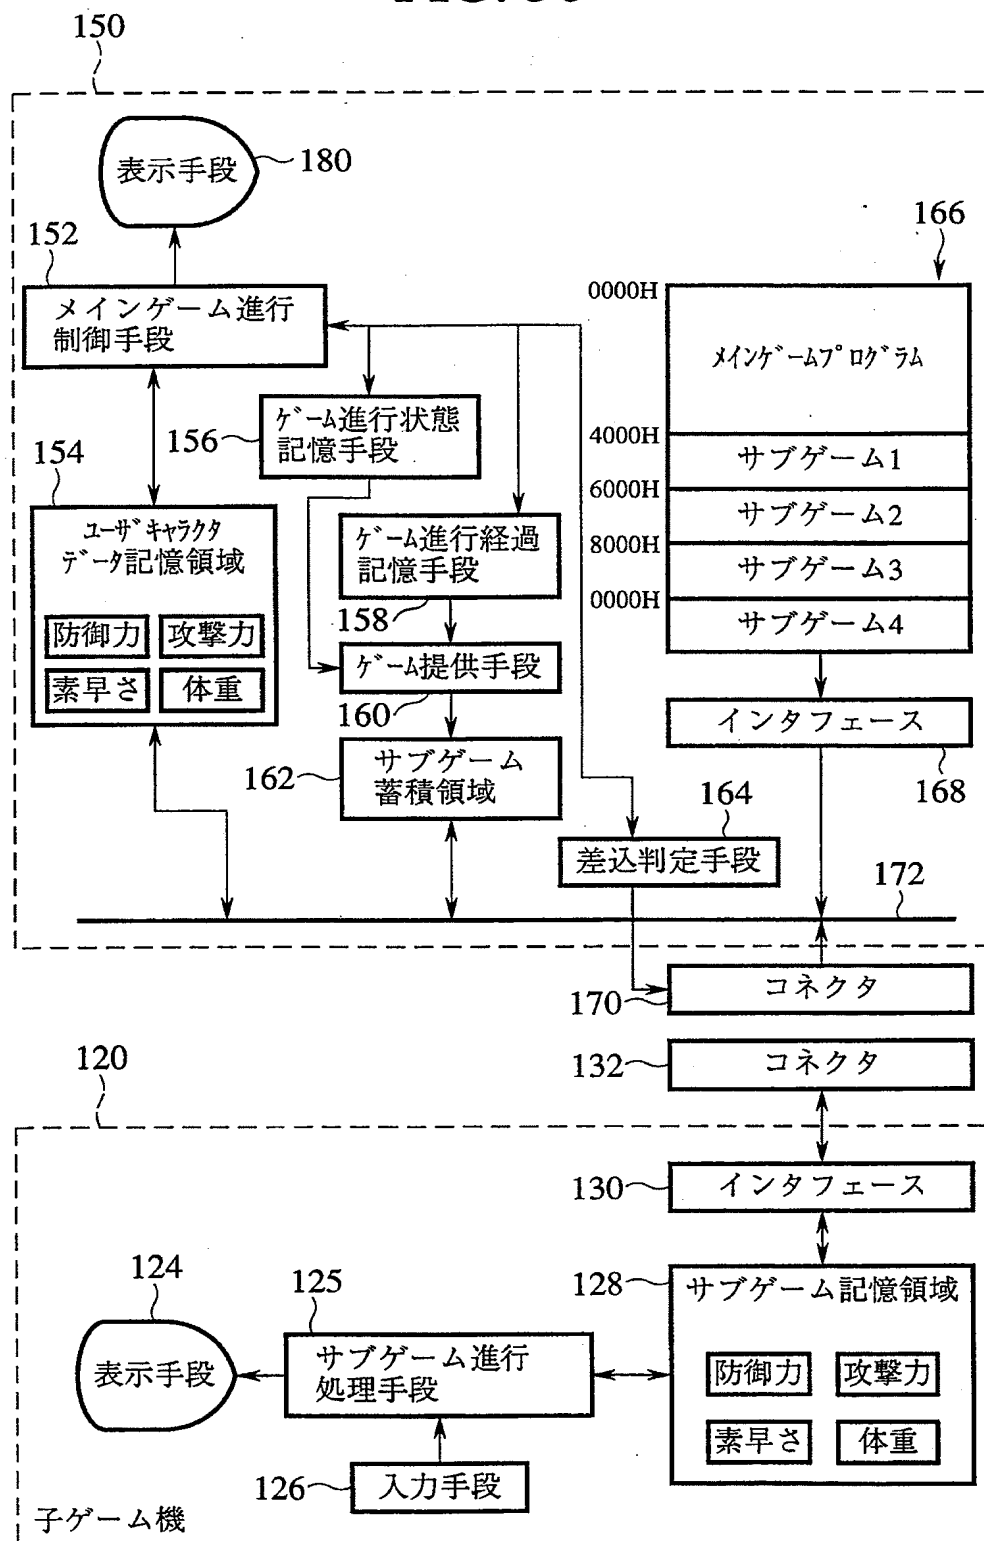 150
表示手段
180
152
メインゲーム進行
制御手段
166
0000H
メインゲームプログラム
4000H
サブゲーム1
6000H
サブゲーム2
8000H
サブゲーム3
0000H
サブゲーム4
156
ゲーム進行状態
記憶手段
154
ユーザキャラクタ
データ記憶領域
防御力
攻撃力
素早さ
体重
ゲーム進行経過
記憶手段
158
ゲーム提供手段
160
インタフェース
168
162
サブゲーム
蓄積領域
164
差込判定手段
172
170
コネクタ
120
132
コネクタ
130
インタフェース
128
サブゲーム記憶領域
防御力
攻撃力
素早さ
体重
124
表示手段
125
サブゲーム進行
処理手段
126
入力手段
子ゲーム機